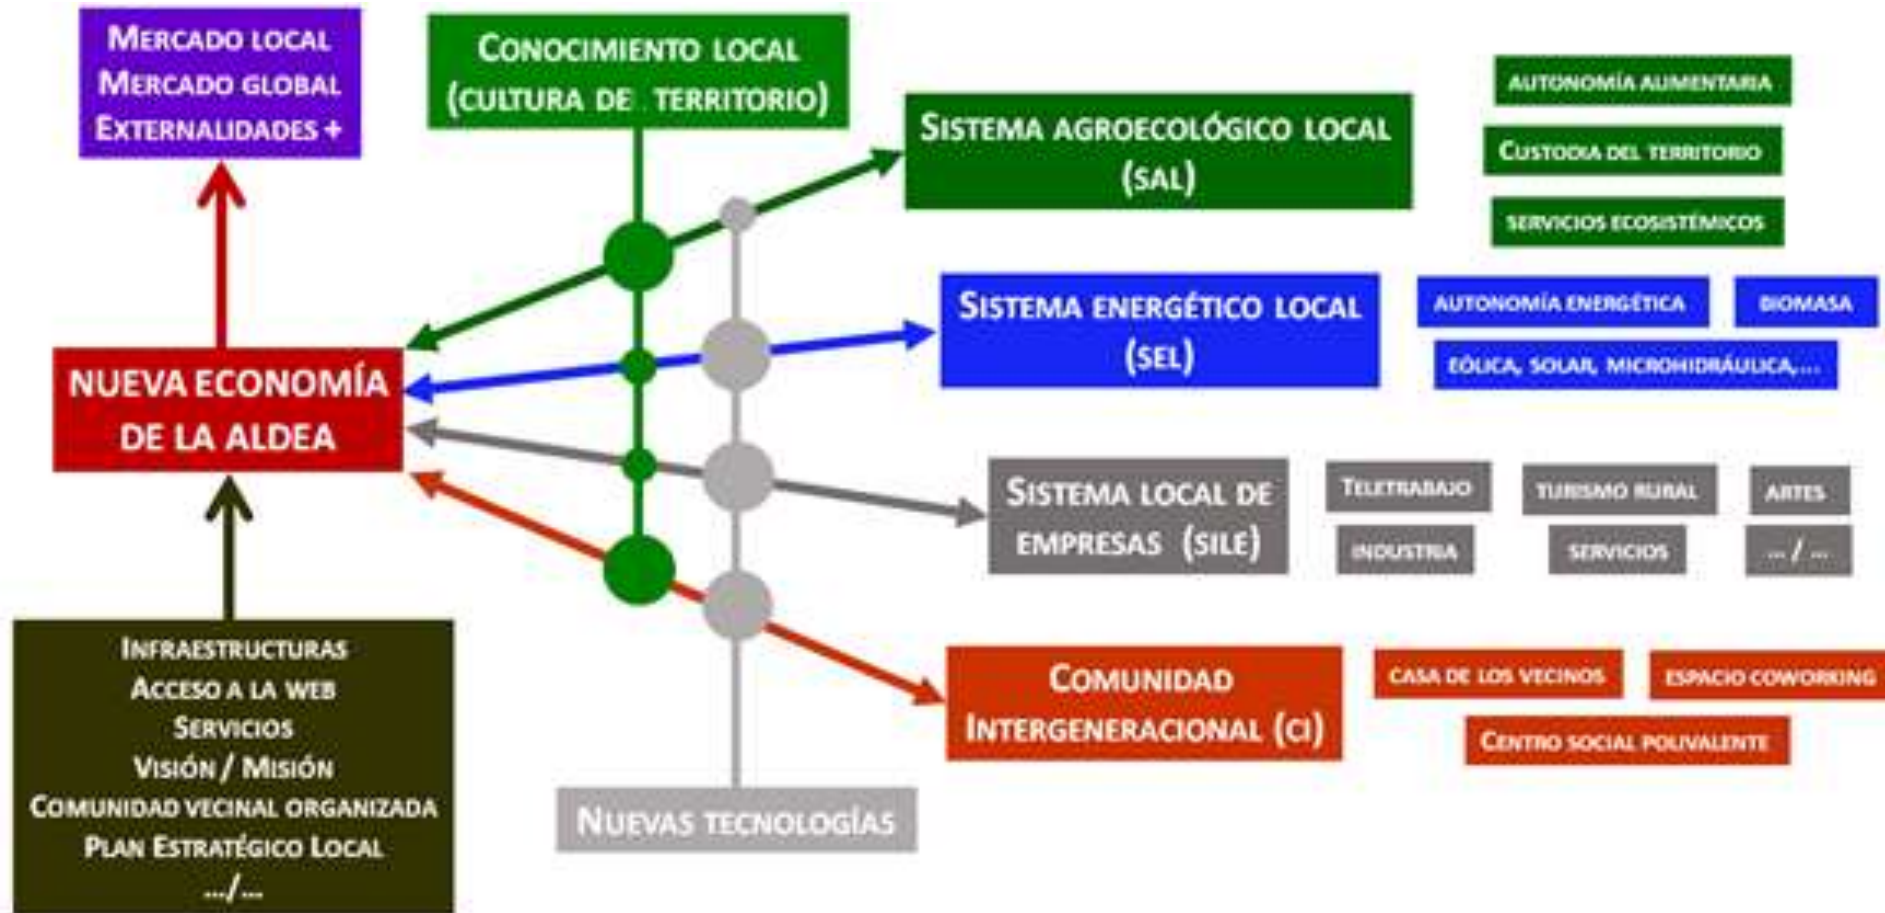 MERCADO LOCAL
MERCADO GLOBAL
EXTERNALIDADES +
CONOCIMIENTO LOCAL
(CULTURA DE TERRITORIO)
SISTEMA AGROECOLÓGICO LOCAL
(SAL)
AUTONOMÍA ALIMENTARIA
CUSTODIA DEL TERRITORIO
SERVICIOS ECOSISTÉMICOS
SISTEMA ENERGÉTICO LOCAL
(SEL)
AUTONOMÍA ENERGÉTICA
BIOMASA
EÓLICA, SOLAR, MICROHIDRÁULICA,....
NUEVA ECONOMÍA
DE LA ALDEA
SISTEMA LOCAL DE
EMPRESAS (SILE)
TELETRABAJO
TURISMO RURAL
ARTES
INDUSTRIA
SERVICIOS
... / ...
INFRAESTRUCTURAS
ACCESO A LA WEB
SERVICIOS
VISIÓN / MISIÓN
COMUNIDAD VECINAL ORGANIZADA
PLAN ESTRATÉGICO LOCAL
.../...
COMUNIDAD
INTERGENERACIONAL (CI)
CASA DE LOS VECINOS
ESPACIO COWORKING
CENTRO SOCIAL POLIVALENTE
NUEVAS TECNOLOGÍAS